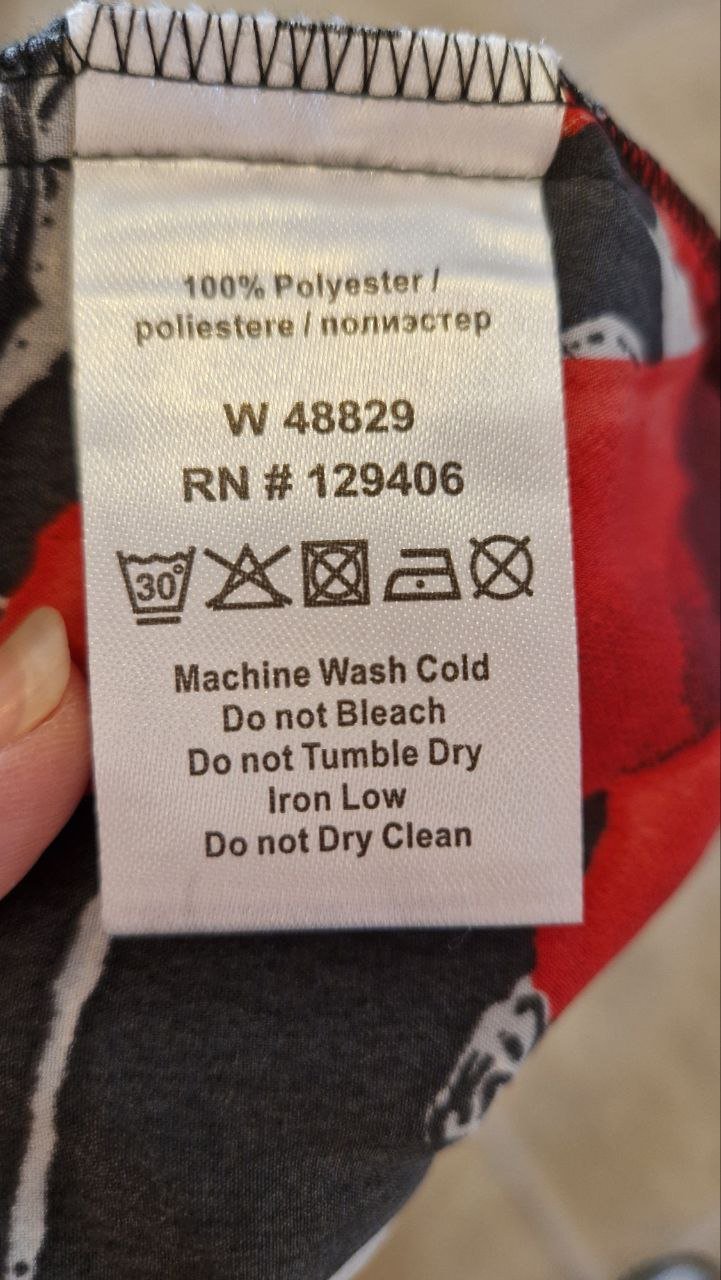 100% Polyester /
poliestere / полиэстер
W 48829
RN # 129406
30°
Machine Wash Cold
Do not Bleach
Do not Tumble Dry
Iron Low
Do not Dry Clean